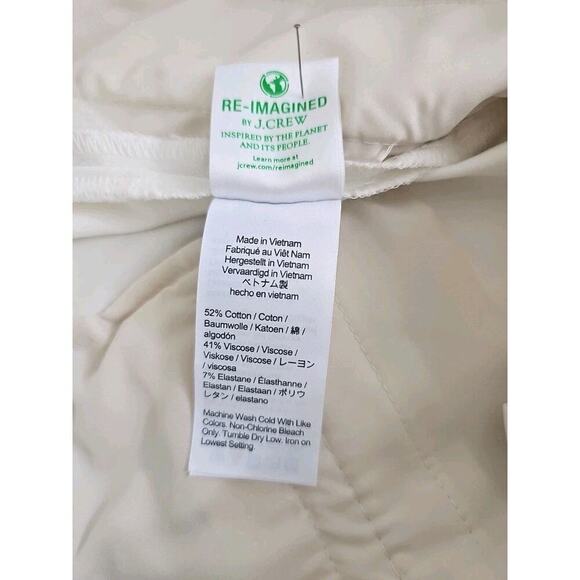 RE-IMAGINED
BY J.CREW
INSPIRED BY THE PLANET
AND ITS PEOPLE.
Learn more at
jcrew.com/reimagined
Made in Vietnam
Fabriqué au Viêt Nam
Hergestellt in Vietnam
Vervaardigd in Vietnam
ベトナム製
hecho en vietnam
52% Cotton / Coton /
Baumwolle / Katoen / 綿 /
algodón
41% Viscose / Viscose /
Viskose / Viscose / レーヨン
/ viscosa
7% Elastane / Élasthanne /
Elastan / Elastaan / ポリウ
レタン / elastano
Machine Wash Cold With Like
Colors. Non-Chlorine Bleach
Only. Tumble Dry Low. Iron on
Lowest Setting.